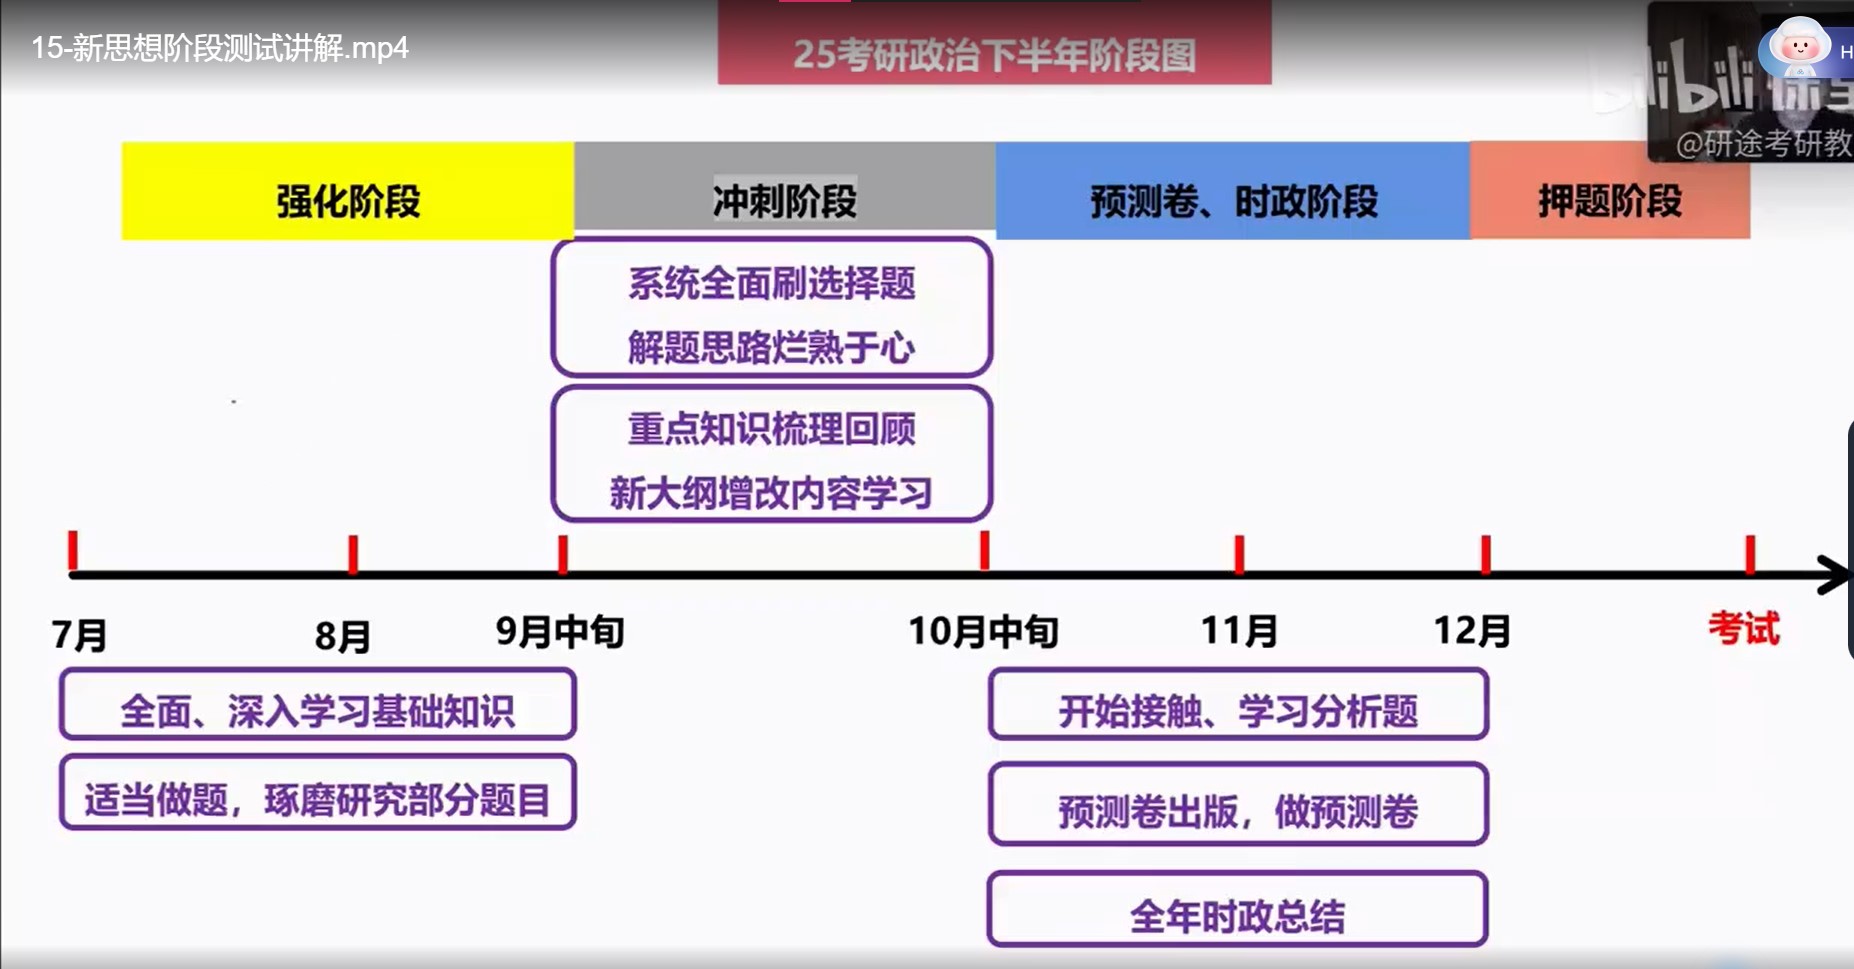 15-新思想阶段测试讲解.mp4
25考研政治下半年阶段图
bilibili 课堂
@研途考研教
H
强化阶段
冲刺阶段
预测卷、时政阶段
押题阶段
系统全面刷选择题
解题思路烂熟于心
重点知识梳理回顾
新大纲增改内容学习
7月
8月
9月中旬
10月中旬
11月
12月
考试
全面、深入学习基础知识
适当做题，琢磨研究部分题目
开始接触、学习分析题
预测卷出版，做预测卷
全年时政总结